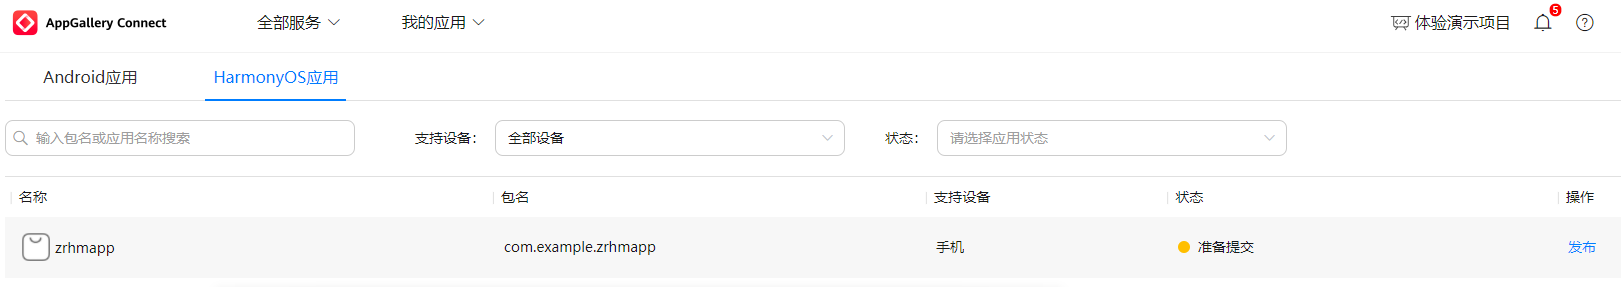 AppGallery Connect 全部服务 我的应用 体验演示项目 5
Android应用 HarmonyOS应用
输入包名或应用名称搜索 支持设备： 全部设备 状态： 请选择应用状态
名称 包名 支持设备 状态 操作
zrhmapp com.example.zrhmapp 手机 准备提交 发布